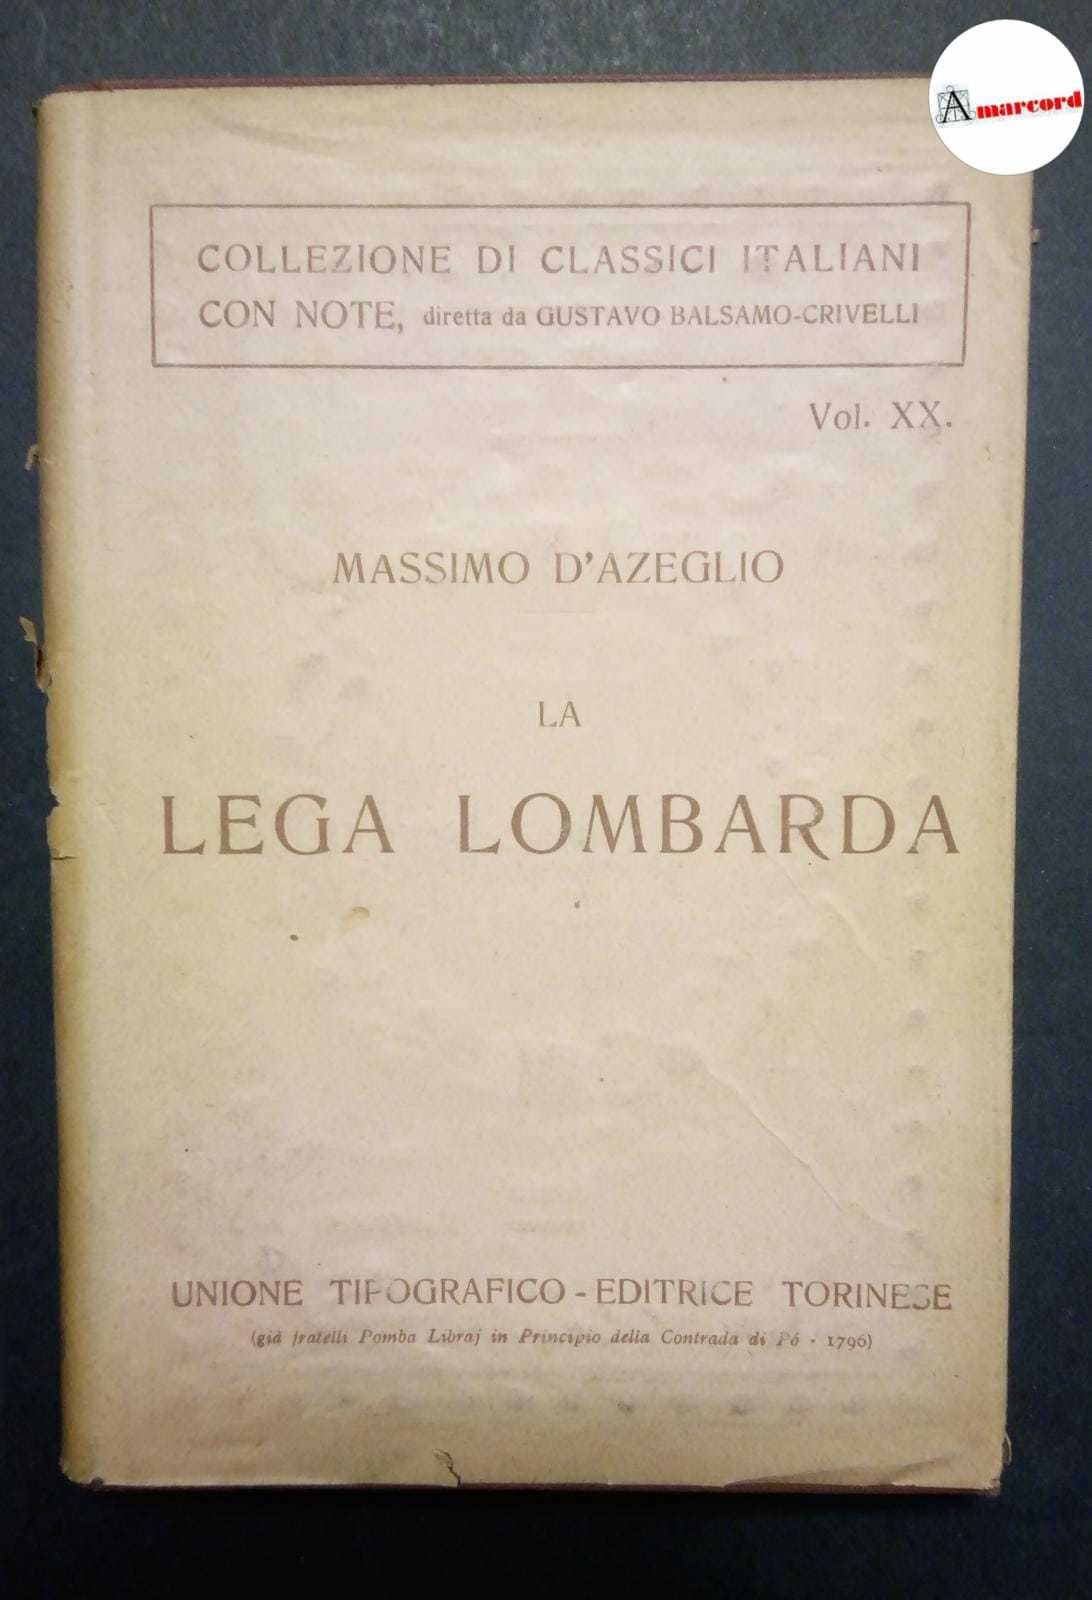 Amarcord
COLLEZIONE DI CLASSICI ITALIANI
CON NOTE, diretta da GUSTAVO BALSAMO-CRIVELLI
Vol. XX.
MASSIMO D'AZEGLIO
LA
LEGA LOMBARDA
UNIONE TIPOGRAFICO-EDITRICE TORINESE
(già fratelli Pomba Libraj in Principio della Contrada di Pó - 1796)